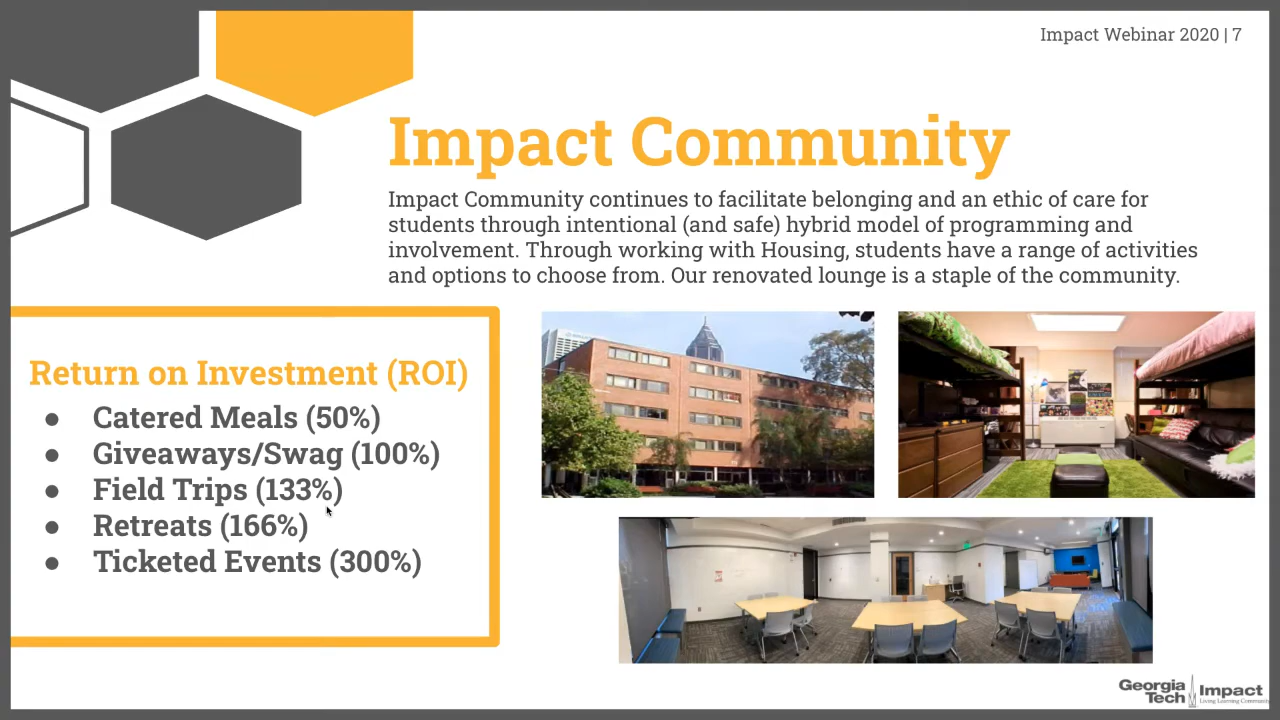 Impact Webinar 2020 | 7
Impact Community
Impact Community continues to facilitate belonging and an ethic of care for
students through intentional (and safe) hybrid model of programming and
involvement. Through working with Housing, students have a range of activities
and options to choose from. Our renovated lounge is a staple of the community.
Return on Investment (ROI)
● Catered Meals (50%)
● Giveaways/Swag (100%)
● Field Trips (133%)
● Retreats (166%)
● Ticketed Events (300%)
Georgia
Tech
Impact
Living Learning Community